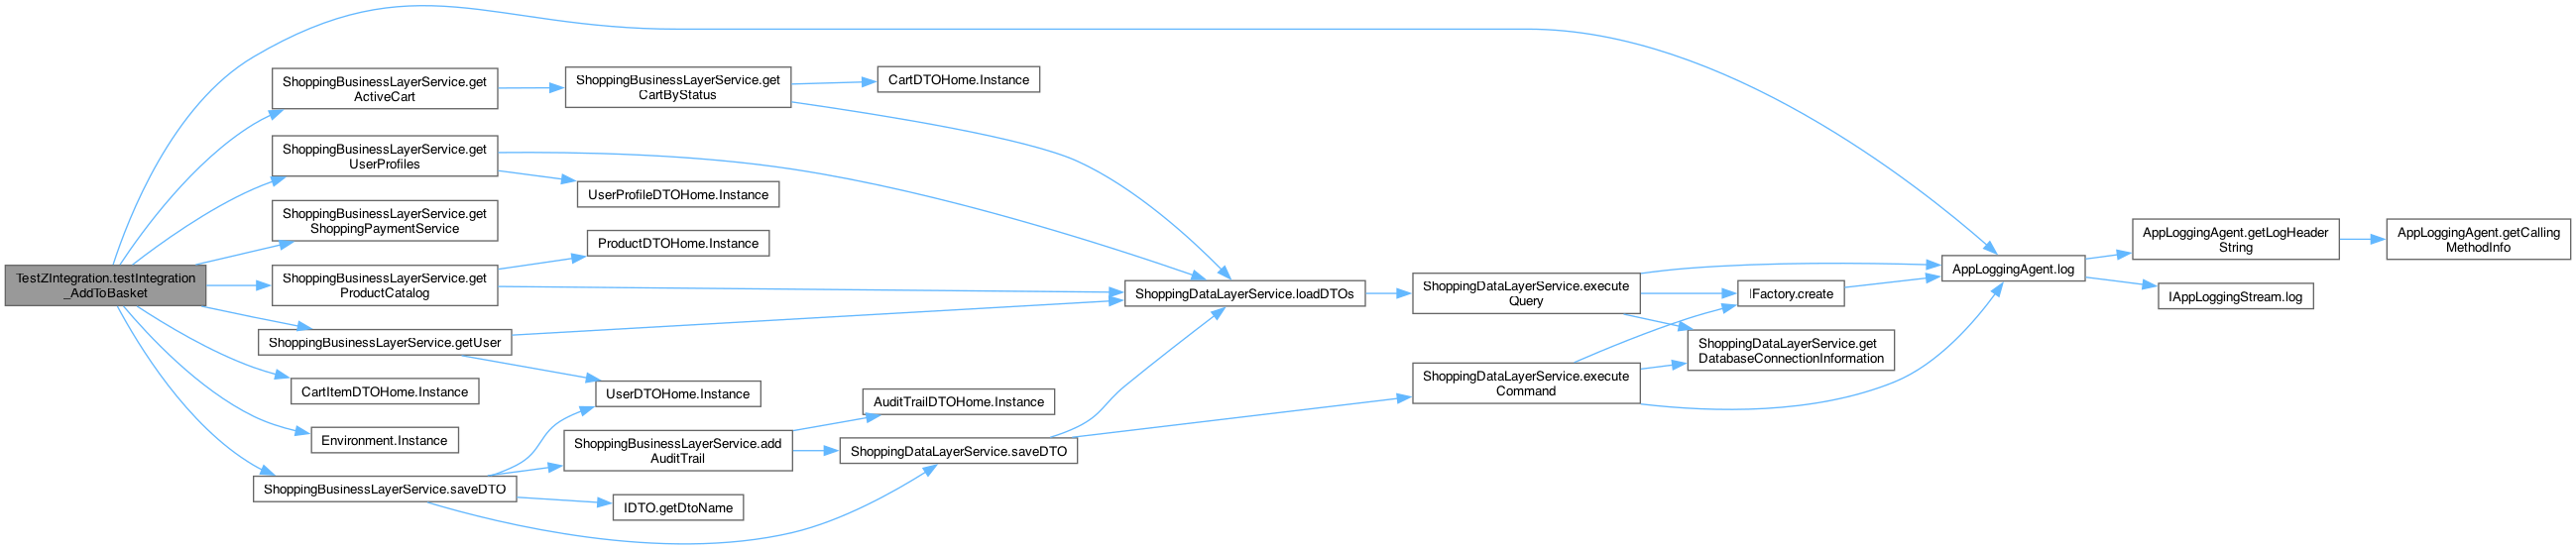 TestZIntegration.testIntegration
_AddToBasket
ShoppingBusinessLayerService.get
ActiveCart
ShoppingBusinessLayerService.get
CartByStatus
CartDTOHome.Instance
ShoppingBusinessLayerService.get
UserProfiles
UserProfileDTOHome.Instance
ShoppingBusinessLayerService.get
ShoppingPaymentService
ShoppingBusinessLayerService.get
ProductCatalog
ProductDTOHome.Instance
ShoppingBusinessLayerService.getUser
CartItemDTOHome.Instance
Environment.Instance
ShoppingBusinessLayerService.saveDTO
UserDTOHome.Instance
ShoppingBusinessLayerService.add
AuditTrail
IDTO.getDtoName
AuditTrailDTOHome.Instance
ShoppingDataLayerService.saveDTO
ShoppingDataLayerService.loadDTOs
ShoppingDataLayerService.execute
Query
ShoppingDataLayerService.execute
Command
IFactory.create
ShoppingDataLayerService.get
DatabaseConnectionInformation
AppLoggingAgent.log
AppLoggingAgent.getLogHeader
String
IAppLoggingStream.log
AppLoggingAgent.getCalling
MethodInfo